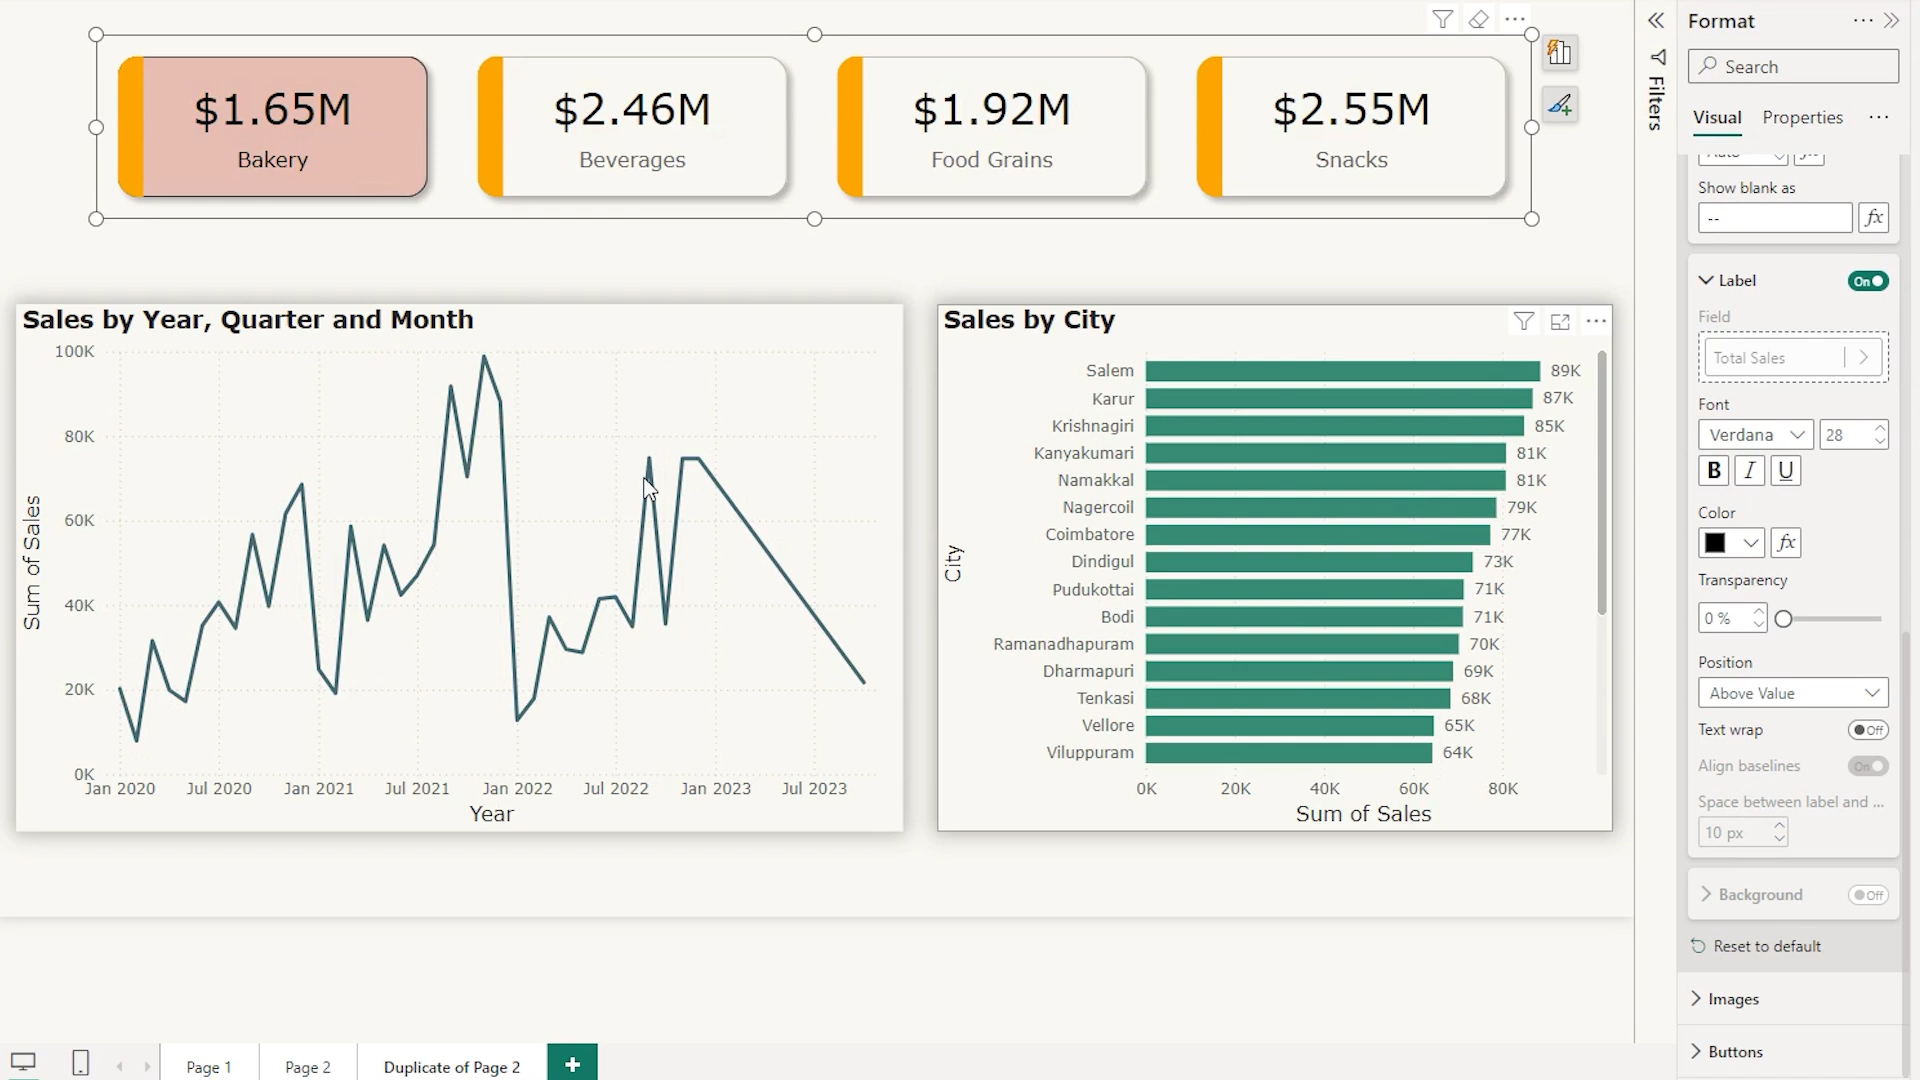 $1.65M
Bakery
$2.46M
Beverages
$1.92M
Food Grains
$2.55M
Snacks
Sales by Year, Quarter and Month
100K
80K
60K
40K
20K
0K
Sum of Sales
Jan 2020
Jul 2020
Jan 2021
Jul 2021
Jan 2022
Jul 2022
Jan 2023
Jul 2023
Year
Sales by City
City
Salem 89K
Karur 87K
Krishnagiri 85K
Kanyakumari 81K
Namakkal 81K
Nagercoil 79K
Coimbatore 77K
Dindigul 73K
Pudukottai 71K
Bodi 71K
Ramanadhapuram 70K
Dharmapuri 69K
Tenkasi 68K
Vellore 65K
Viluppuram 64K
0K
20K
40K
60K
80K
Sum of Sales
Filters
Format
Search
Visual
Properties
Show blank as
--
fx
Label
On
Field
Total Sales
Font
Verdana
28
B I U
Color
fx
Transparency
0 %
Position
Above Value
Text wrap
Off
Align baselines
On
Space between label and ...
10 px
Background
Off
Reset to default
Images
Buttons
Page 1
Page 2
Duplicate of Page 2
+